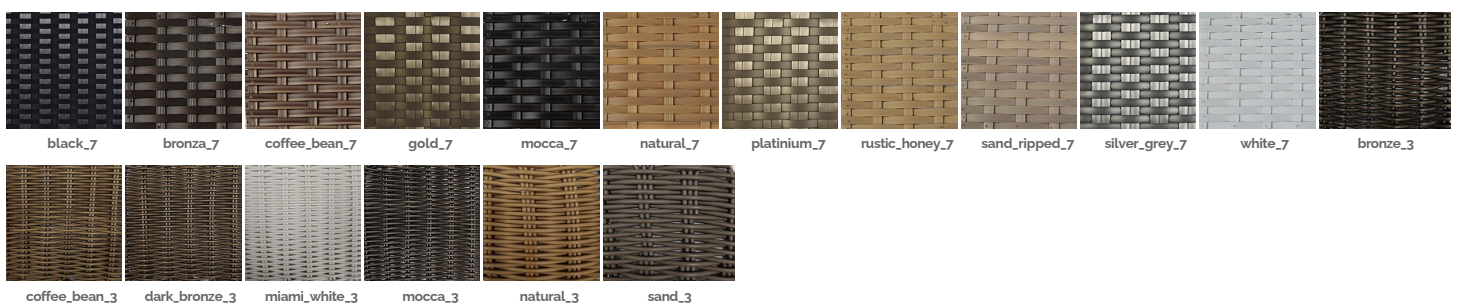 black_7 bronza_7 coffee_bean_7 gold_7 mocca_7 natural_7 platinium_7 rustic_honey_7 sand_ripped_7 silver_grey_7 white_7 bronze_3
coffee_bean_3 dark_bronze_3 miami_white_3 mocca_3 natural_3 sand_3